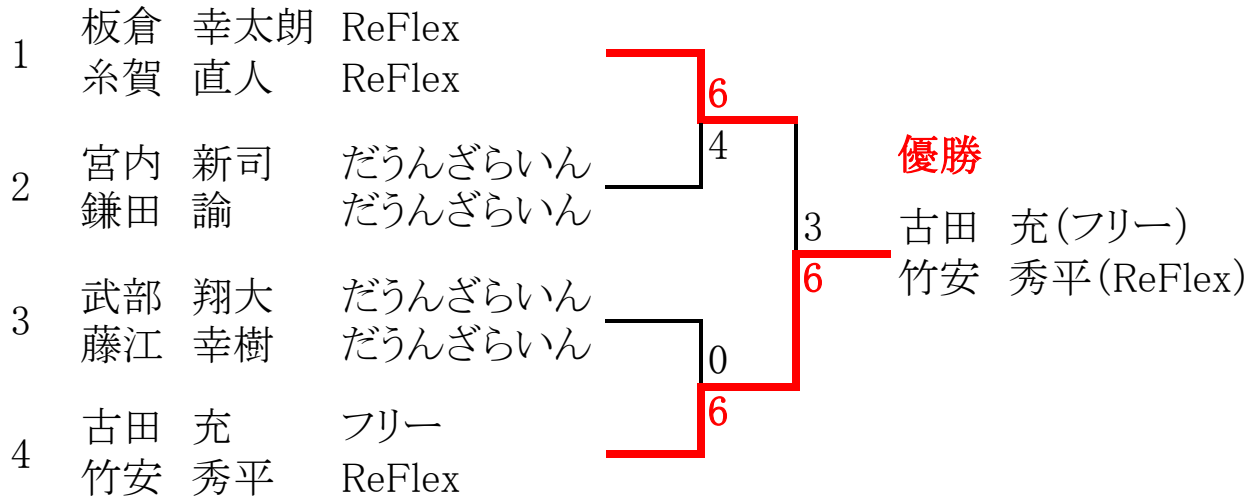 1
板倉 幸太朗 ReFlex
糸賀 直人 ReFlex
6
4
2
宮内 新司 だうんざらいん
鎌田 諭 だうんざらいん
優勝
古田 充(フリー)
竹安 秀平(ReFlex)
3
6
3
武部 翔大 だうんざらいん
藤江 幸樹 だうんざらいん
0
6
4
古田 充 フリー
竹安 秀平 ReFlex